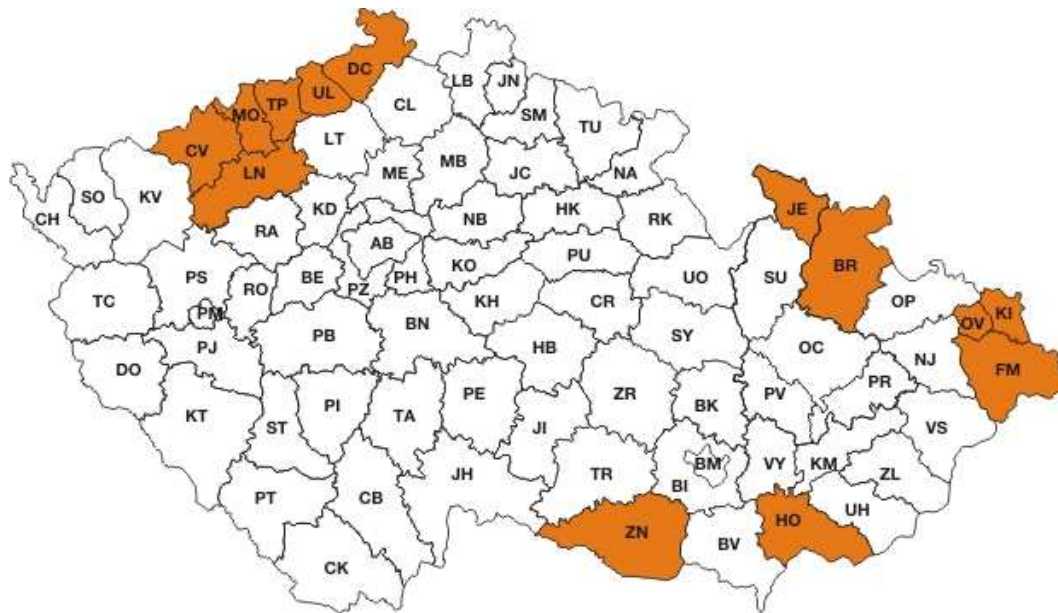 DC
LB
JN
UL
TP
MO
CL
SM
TU
LT
CV
MB
ME
JC
NA
LN
SO
KV
CH
KD
NB
HK
RK
JE
RA
AB
KO
PU
BR
PS
BE
PH
PZ
RO
UO
SU
OP
TC
PM
KH
CR
KI
OV
PB
BN
SY
PJ
HB
OC
NJ
DO
FM
PR
PE
ZR
PV
KT
PI
TA
BK
ST
JI
VS
BM
VY
KM
JH
TR
BI
ZL
PT
CB
UH
HO
ZN
BV
CK